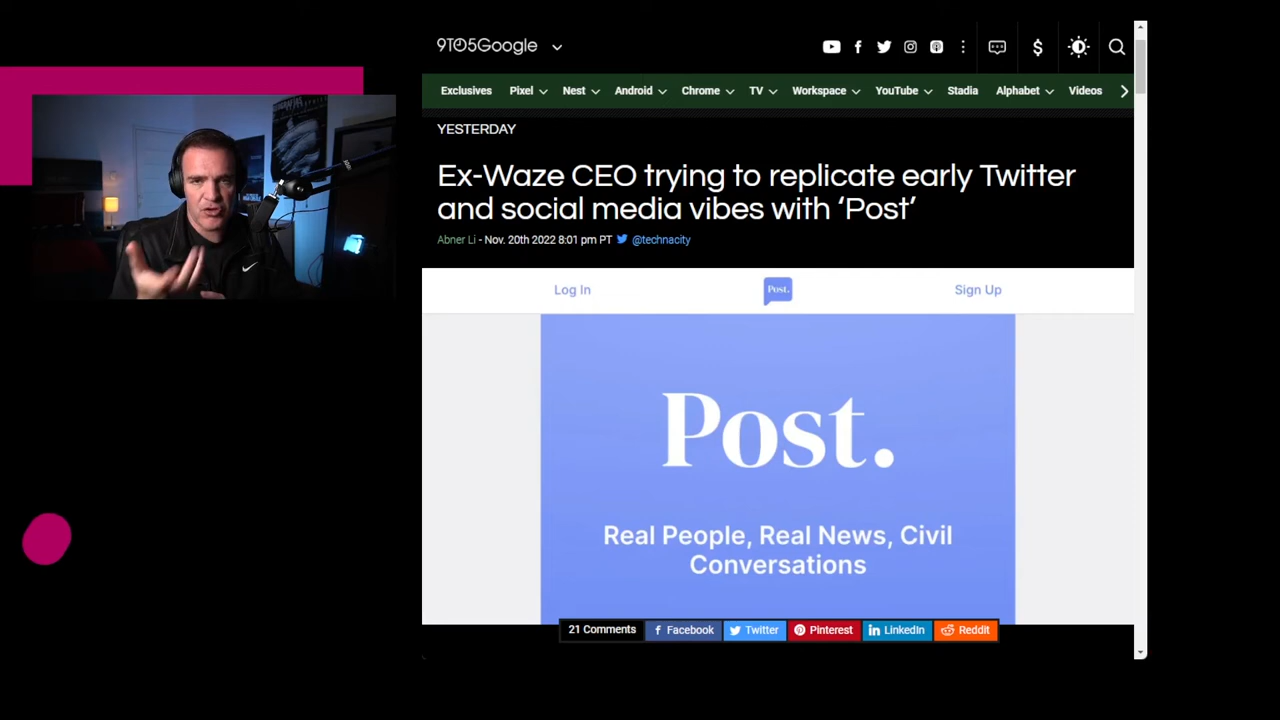 9TO5Google
Exclusives Pixel Nest Android Chrome TV Workspace YouTube Stadia Alphabet Videos
YESTERDAY
Ex-Waze CEO trying to replicate early Twitter
and social media vibes with ‘Post’
Abner Li - Nov. 20th 2022 8:01 pm PT @technacity
Log In Post. Sign Up
Post.
Real People, Real News, Civil
Conversations
21 Comments Facebook Twitter Pinterest LinkedIn Reddit